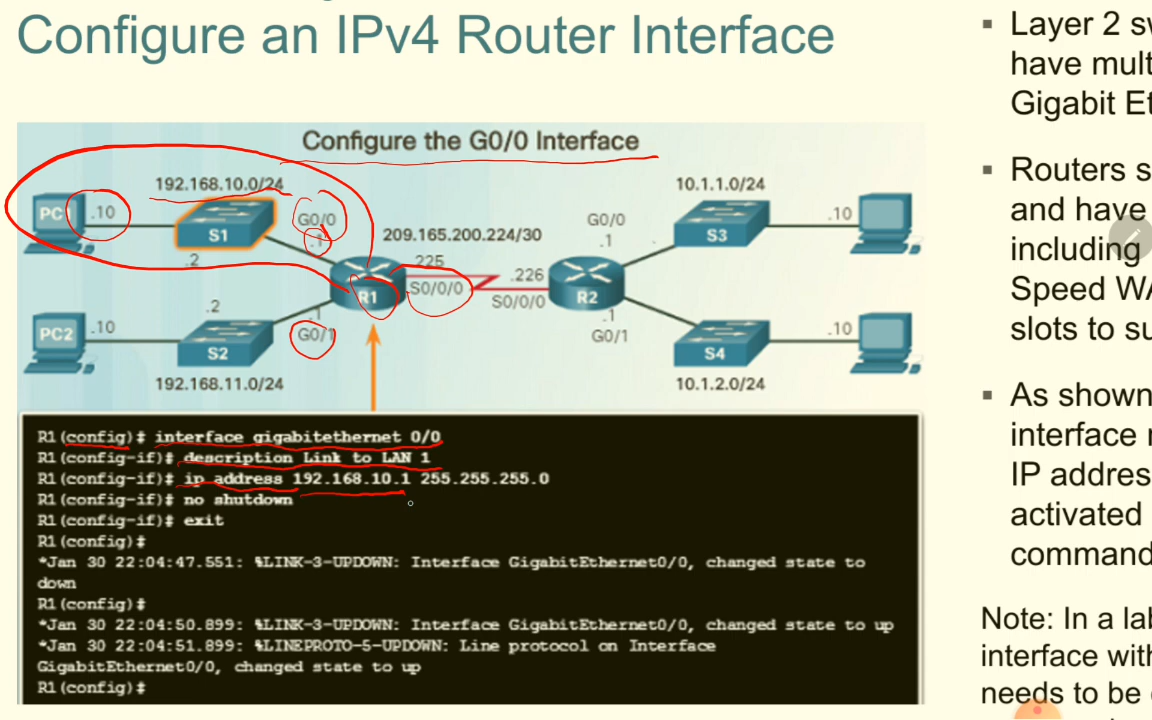 Configure an IPv4 Router Interface
Configure the G0/0 Interface
192.168.10.0/24
10.1.1.0/24
.10
G0/0
G0/0
.10
S1
.1
209.165.200.224/30
.1
S3
.2
.225
.226
R1
S0/0/0
S0/0/0
R2
.2
.1
.1
PC2
.10
G0/1
G0/1
.10
S2
S4
192.168.11.0/24
10.1.2.0/24
R1(config)# interface gigabitethernet 0/0
R1(config-if)# description Link to LAN 1
R1(config-if)# ip address 192.168.10.1 255.255.255.0
R1(config-if)# no shutdown
R1(config-if)# exit
R1(config)#
*Jan 30 22:04:47.551: %LINK-3-UPDOWN: Interface GigabitEthernet0/0, changed state to
down
R1(config)#
*Jan 30 22:04:50.899: %LINK-3-UPDOWN: Interface GigabitEthernet0/0, changed state to up
*Jan 30 22:04:51.899: %LINEPROTO-5-UPDOWN: Line protocol on Interface
GigabitEthernet0/0, changed state to up
R1(config)#
Layer 2 sw
have mult
Gigabit Et
Routers s
and have
including
Speed WA
slots to su
As shown
interface r
IP addres
activated
command
Note: In a lab
interface with
needs to be